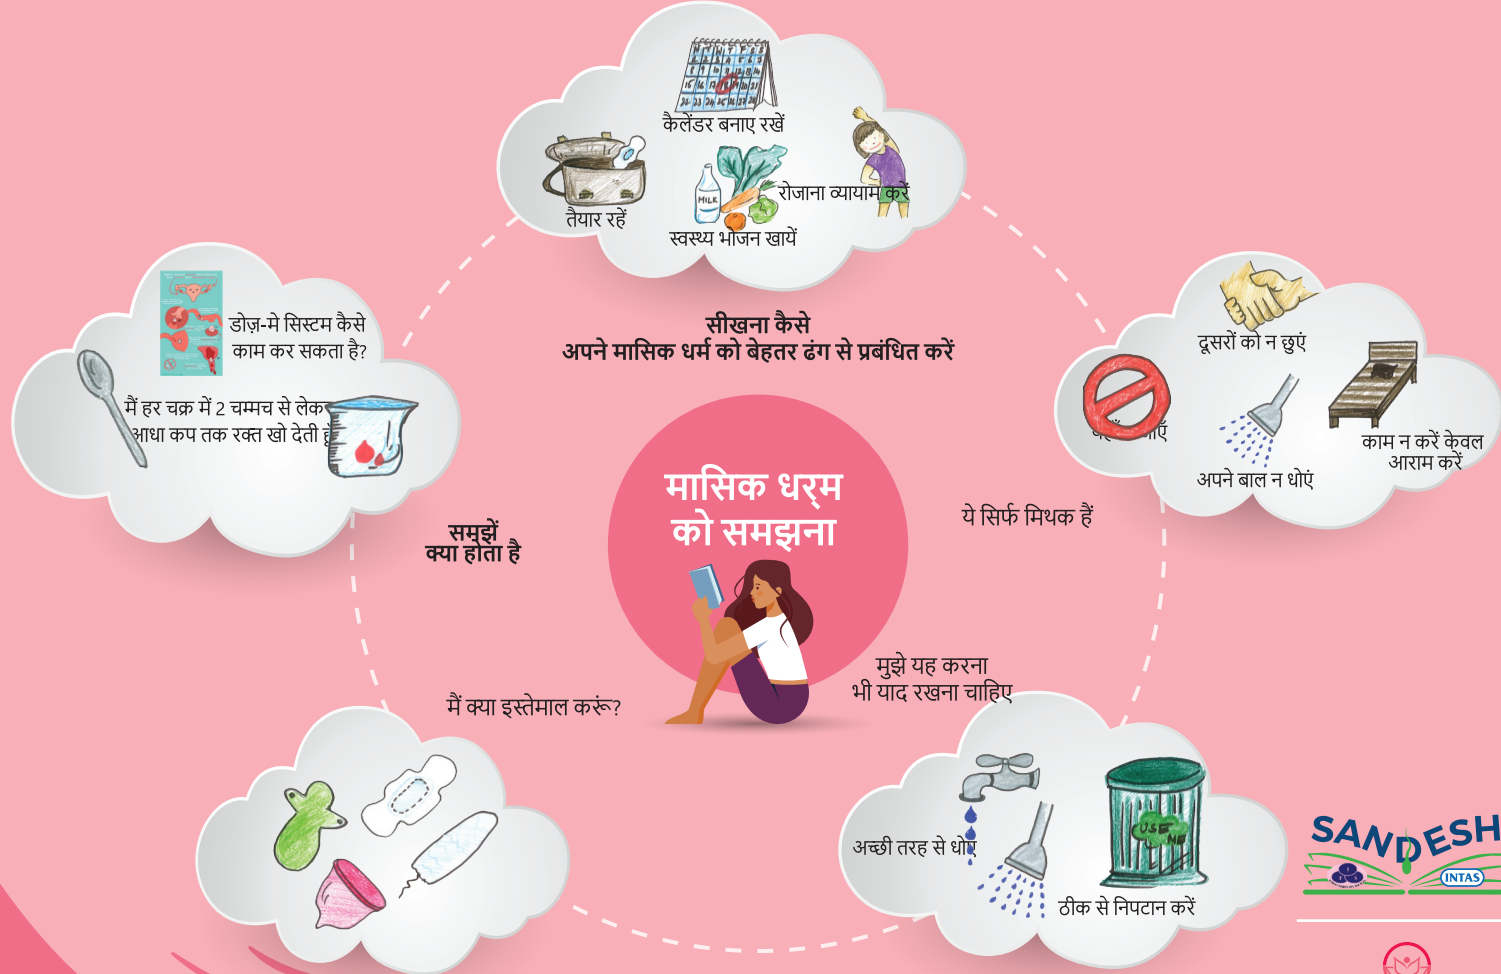 कैलेंडर बनाए रखें
तैयार रहें
MILK
रोजाना व्यायाम करें
स्वस्थ्य भोजन खायें
सीखना कैसे
अपने मासिक धर्म को बेहतर ढंग से प्रबंधित करें
डोज़-मे सिस्टम कैसे
काम कर सकता है?
मैं हर चक्र में 2 चम्मच से लेक
आधा कप तक रक्त खो देती
समझें
क्या होता है
दूसरों को न छुएं
अपने बाल न धोएं
काम न करें केवल
आराम करें
ये सिर्फ मिथक हैं
मासिक धर्म
को समझना
मैं क्या इस्तेमाल करूं?
मुझे यह करना
भी याद रखना चाहिए
अच्छी तरह से धोएं
USE
ME
ठीक से निपटान करें
SANDESH
INTAS